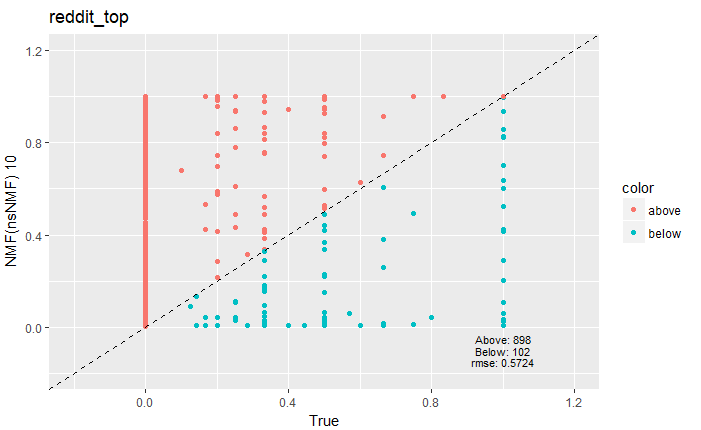 reddit_top
1.2
0.8
0.4
0.0
NMF(nsNMF) 10
color
above
below
Above: 898
Below: 102
rmse: 0.5724
0.0 0.4 0.8 1.2
True